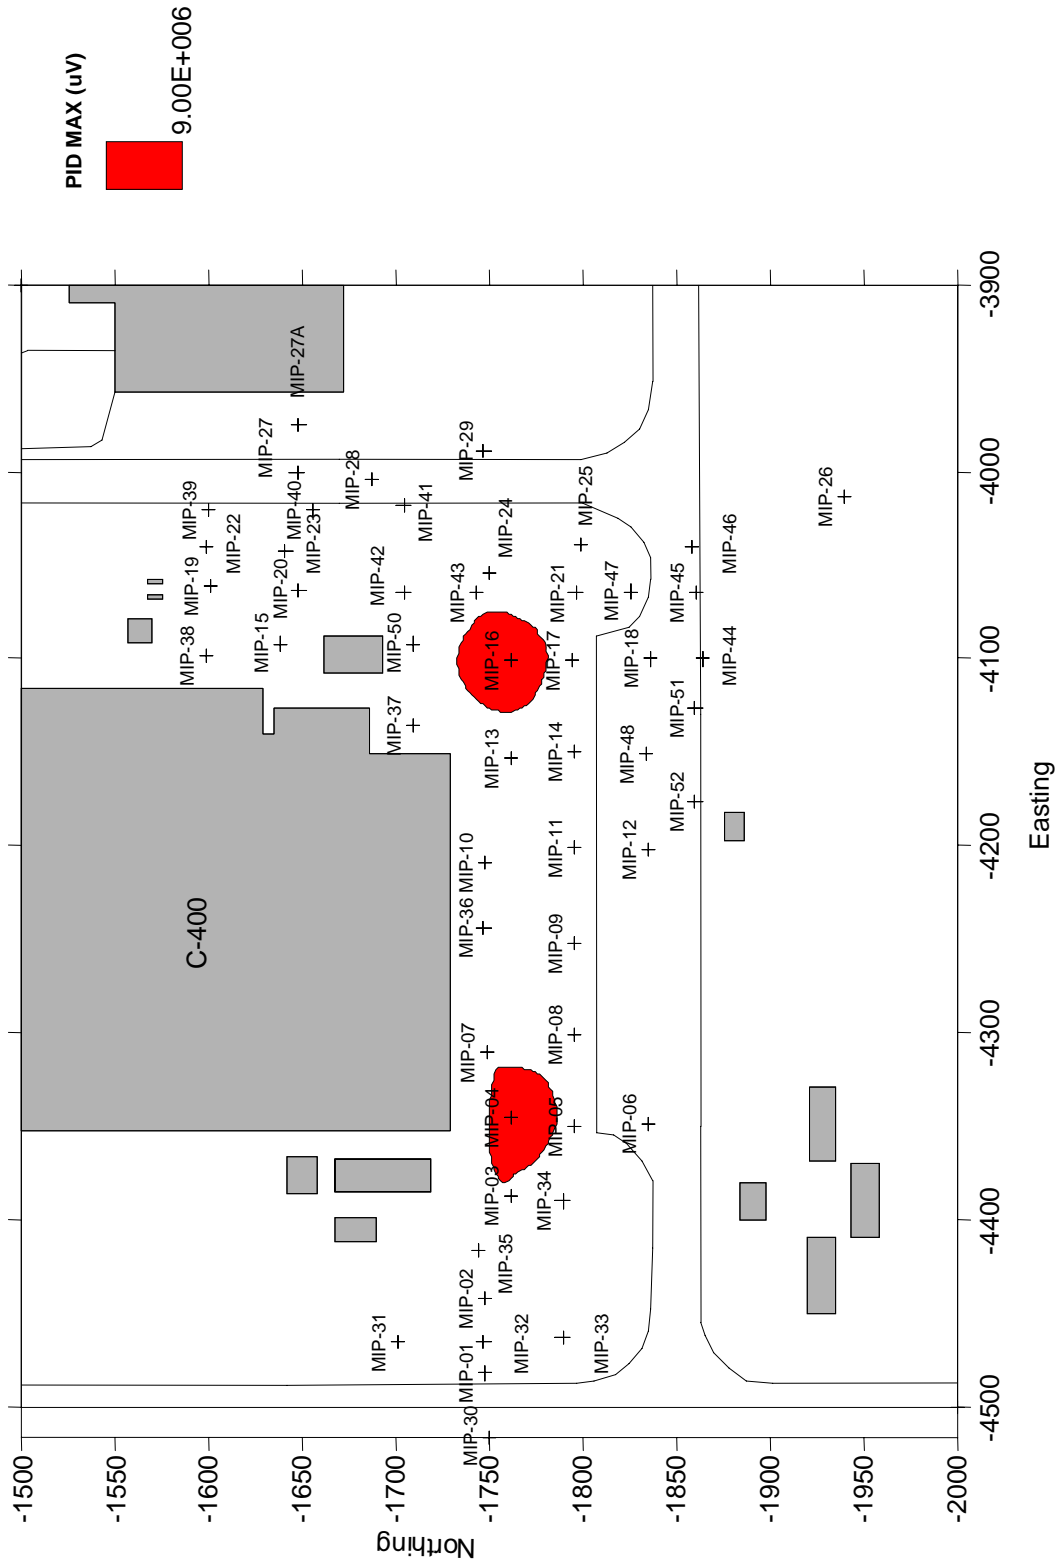 PID MAX (uV)
9.00E+006
C-400
MIP-38
MIP-19
MIP-39
MIP-22
MIP-15
MIP-20
MIP-40
MIP-23
MIP-27
MIP-27A
MIP-28
MIP-37
MIP-50
MIP-42
MIP-41
MIP-31
MIP-30
MIP-01
MIP-02
MIP-35
MIP-03
MIP-04
MIP-07
MIP-36
MIP-10
MIP-13
MIP-16
MIP-43
MIP-24
MIP-29
MIP-32
MIP-33
MIP-34
MIP-05
MIP-08
MIP-09
MIP-11
MIP-14
MIP-17
MIP-21
MIP-25
MIP-06
MIP-12
MIP-48
MIP-18
MIP-47
MIP-52
MIP-51
MIP-44
MIP-45
MIP-46
MIP-26
-4500
-4400
-4300
-4200
-4100
-4000
-3900
Easting
-1500
-1550
-1600
-1650
-1700
-1750
-1800
-1850
-1900
-1950
-2000
Northing